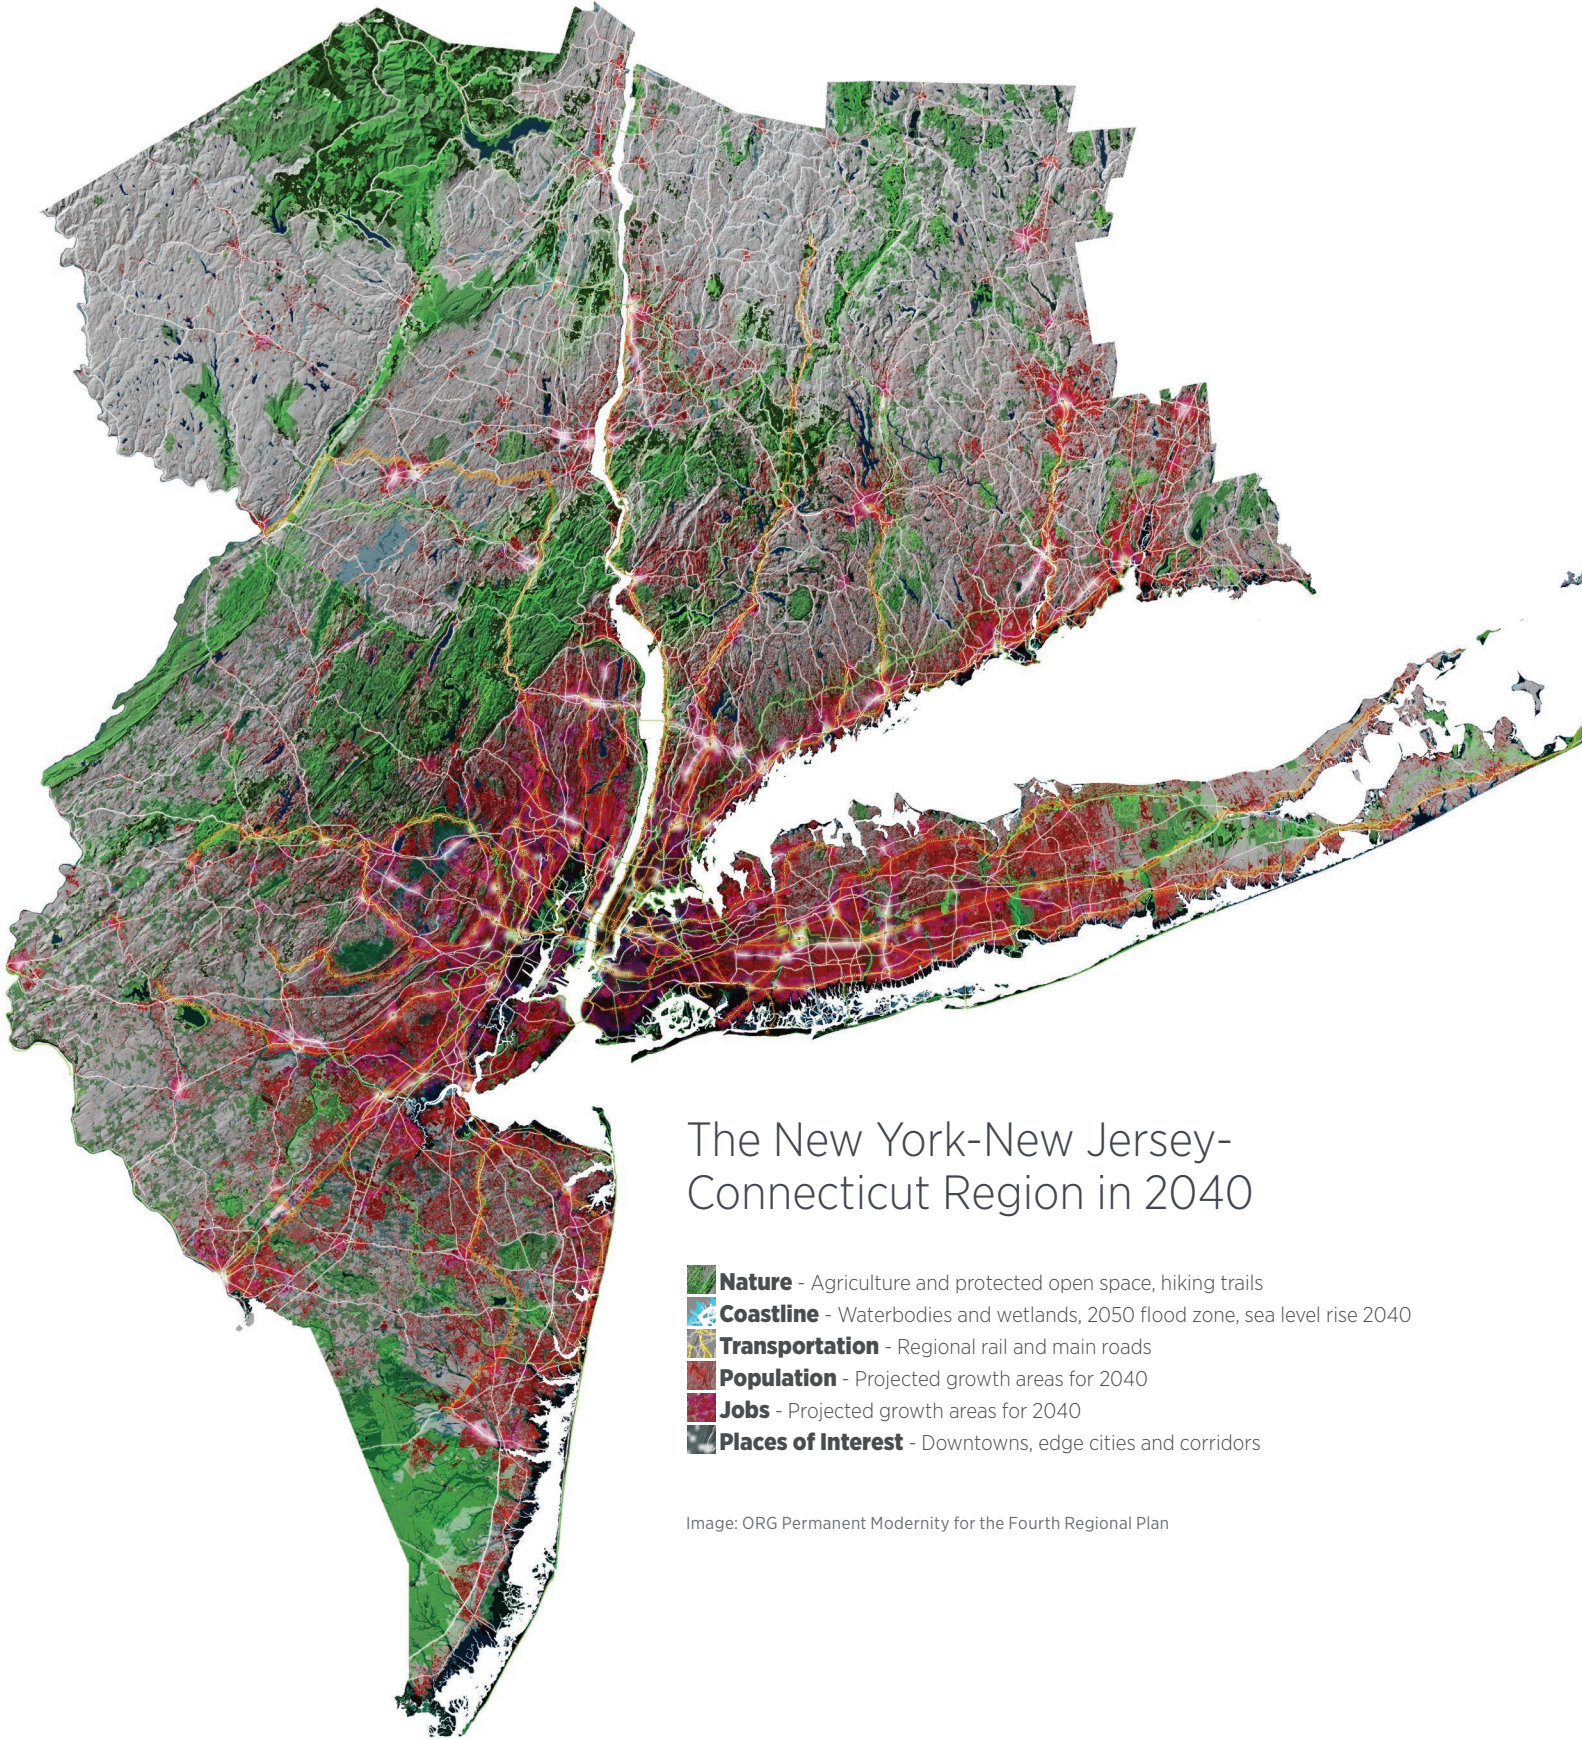 The New York-New Jersey-
Connecticut Region in 2040
Nature - Agriculture and protected open space, hiking trails
Coastline - Waterbodies and wetlands, 2050 flood zone, sea level rise 2040
Transportation - Regional rail and main roads
Population - Projected growth areas for 2040
Jobs - Projected growth areas for 2040
Places of Interest - Downtowns, edge cities and corridors
Image: ORG Permanent Modernity for the Fourth Regional Plan